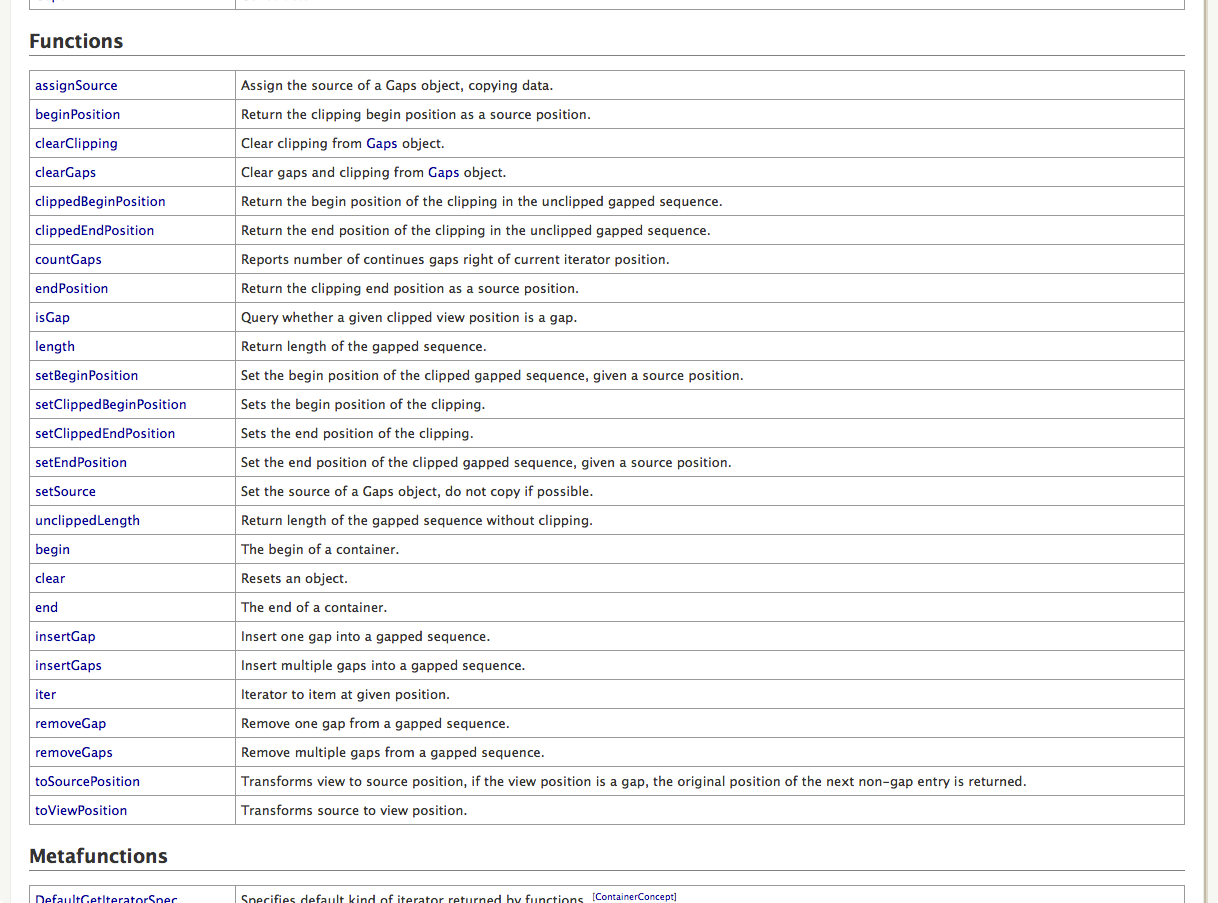 Functions
assignSource Assign the source of a Gaps object, copying data.
beginPosition Return the clipping begin position as a source position.
clearClipping Clear clipping from Gaps object.
clearGaps Clear gaps and clipping from Gaps object.
clippedBeginPosition Return the begin position of the clipping in the unclipped gapped sequence.
clippedEndPosition Return the end position of the clipping in the unclipped gapped sequence.
countGaps Reports number of continues gaps right of current iterator position.
endPosition Return the clipping end position as a source position.
isGap Query whether a given clipped view position is a gap.
length Return length of the gapped sequence.
setBeginPosition Set the begin position of the clipped gapped sequence, given a source position.
setClippedBeginPosition Sets the begin position of the clipping.
setClippedEndPosition Sets the end position of the clipping.
setEndPosition Set the end position of the clipped gapped sequence, given a source position.
setSource Set the source of a Gaps object, do not copy if possible.
unclippedLength Return length of the gapped sequence without clipping.
begin The begin of a container.
clear Resets an object.
end The end of a container.
insertGap Insert one gap into a gapped sequence.
insertGaps Insert multiple gaps into a gapped sequence.
iter Iterator to item at given position.
removeGap Remove one gap from a gapped sequence.
removeGaps Remove multiple gaps from a gapped sequence.
toSourcePosition Transforms view to source position, if the view position is a gap, the original position of the next non-gap entry is returned.
toViewPosition Transforms source to view position.
Metafunctions
DefaultGetIteratorSpec Specifies default kind of iterator returned by functions. [ContainerConcept]